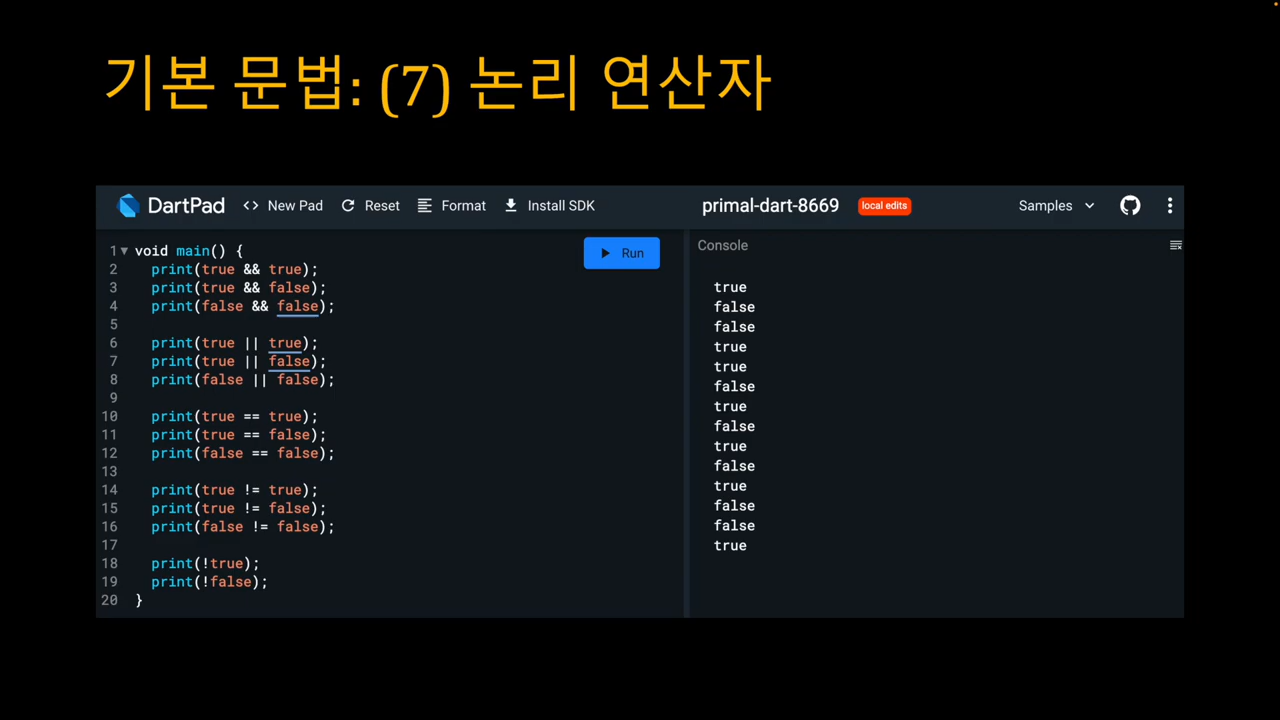 기본 문법: (7) 논리 연산자
DartPad <> New Pad Reset Format Install SDK primal-dart-8669 local edits Samples
Run
Console
1 void main() {
2 print(true && true);
3 print(true && false);
4 print(false && false);
5
6 print(true || true);
7 print(true || false);
8 print(false || false);
9
10 print(true == true);
11 print(true == false);
12 print(false == false);
13
14 print(true != true);
15 print(true != false);
16 print(false != false);
17
18 print(!true);
19 print(!false);
20 }
true
false
false
true
true
false
true
false
true
false
true
false
false
true